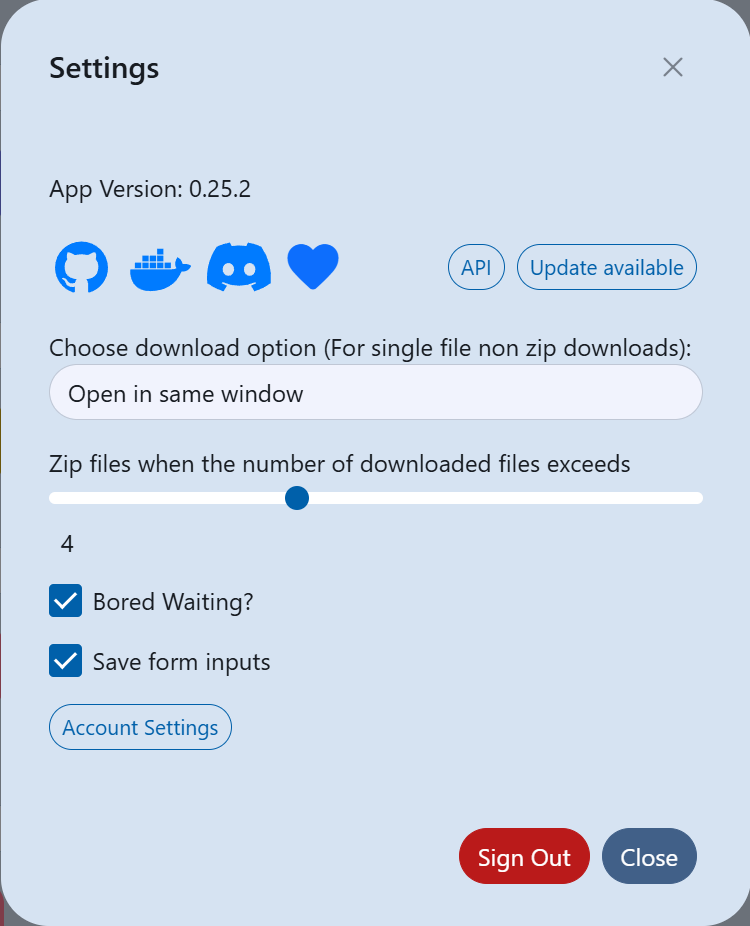 Settings
App Version: 0.25.2
API
Update available
Choose download option (For single file non zip downloads):
Open in same window
Zip files when the number of downloaded files exceeds
4
Bored Waiting?
Save form inputs
Account Settings
Sign Out
Close